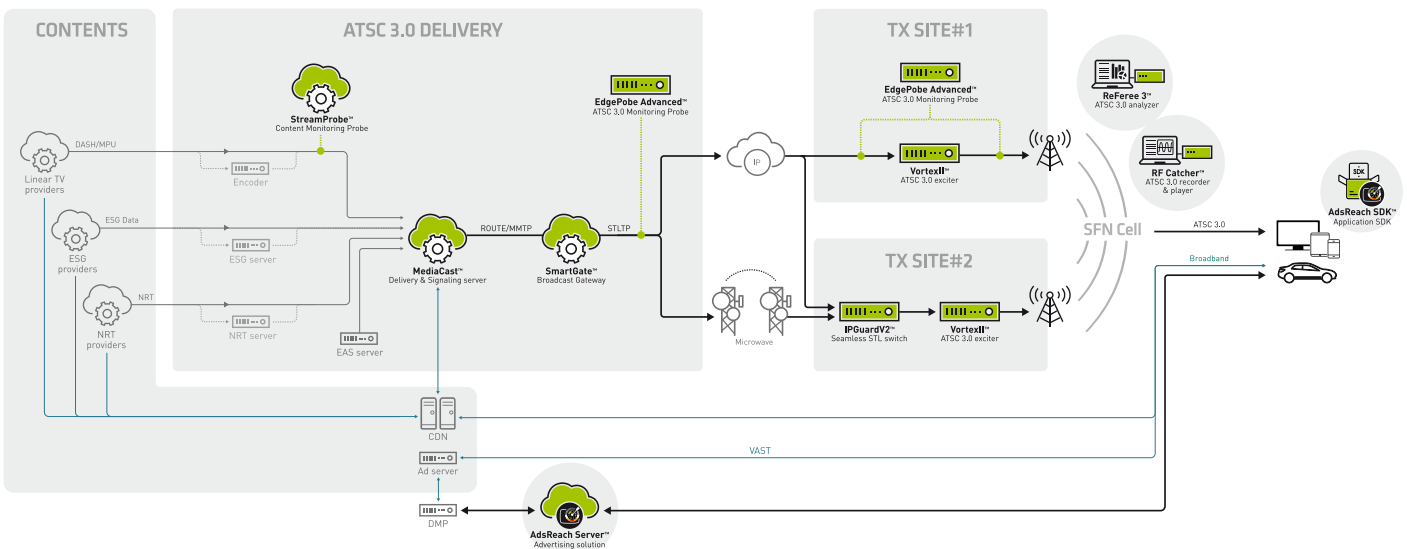 CONTENTS
ATSC 3.0 DELIVERY
TX SITE#1
StreamProbe™
Content Monitoring Probe
EdgePobe Advanced™
ATSC 3.0 Monitoring Probe
EdgePobe Advanced™
ATSC 3.0 Monitoring Probe
ReFeree 3™
ATSC 3.0 analyzer
DASH/MPU
Linear TV
providers
Encoder
IP
VortexII™
ATSC 3.0 exciter
RF Catcher™
ATSC 3.0 recorder
& player
SDK
AdsReach SDK™
Application SDK
ESG Data
ESG
providers
ESG server
ROUTE/MMTP
STLTP
MediaCast™
Delivery & Signaling server
SmartGate™
Broadcast Gateway
SFN Cell
ATSC 3.0
TX SITE#2
Broadband
NRT
NRT
providers
NRT server
EAS server
Microwave
IPGuardV2™
Seamless STL switch
VortexII™
ATSC 3.0 exciter
CDN
VAST
Ad server
DMP
AdsReach Server™
Advertising solution